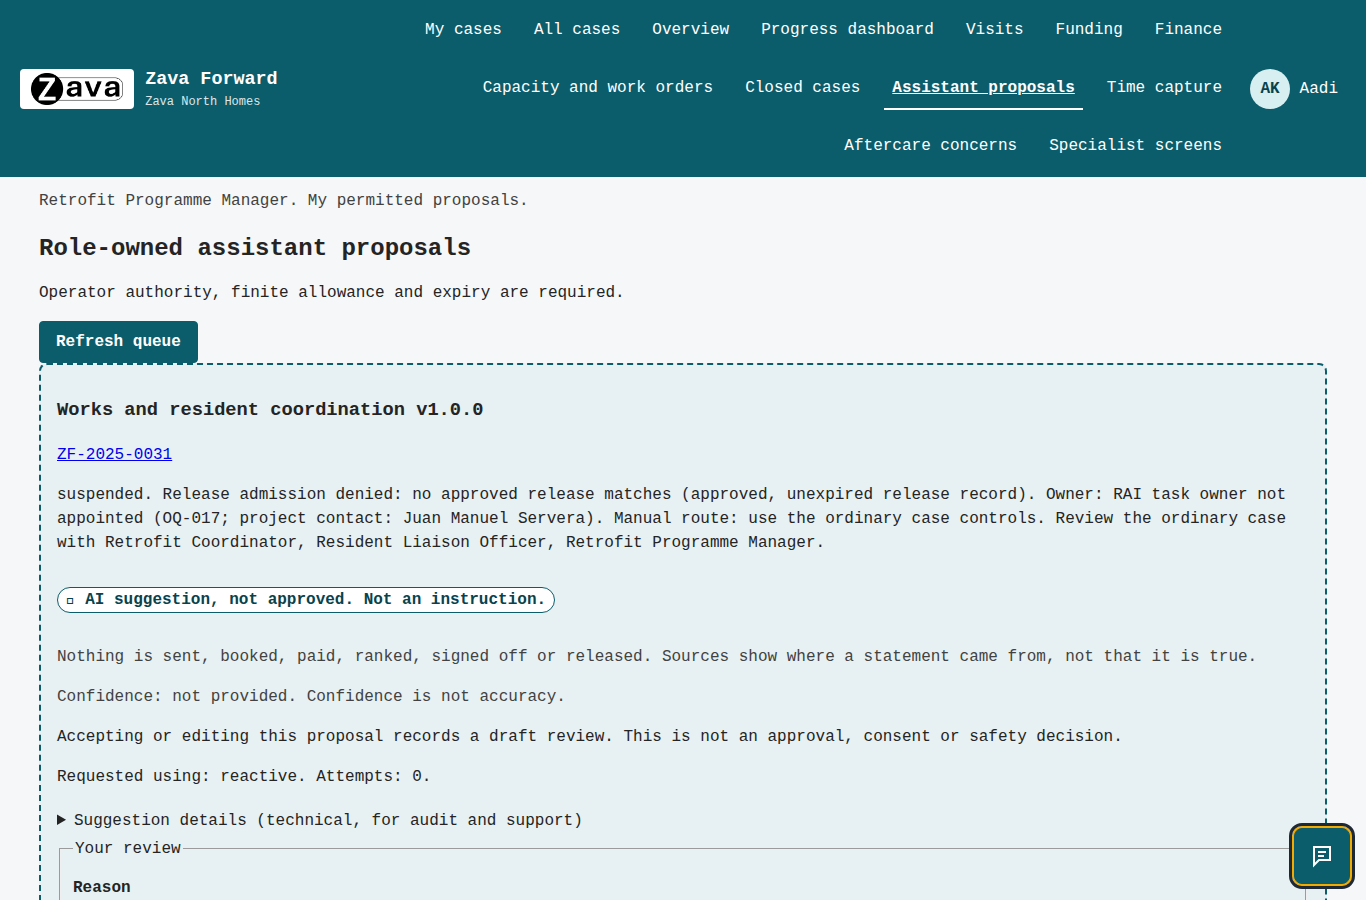 My cases All cases Overview Progress dashboard Visits Funding Finance
Zava
Zava Forward
Zava North Homes
Capacity and work orders Closed cases Assistant proposals Time capture
AK Aadi
Aftercare concerns Specialist screens
Retrofit Programme Manager. My permitted proposals.
Role-owned assistant proposals
Operator authority, finite allowance and expiry are required.
Refresh queue
Works and resident coordination v1.0.0
ZF-2025-0031
suspended. Release admission denied: no approved release matches (approved, unexpired release record). Owner: RAI task owner not
appointed (OQ-017; project contact: Juan Manuel Servera). Manual route: use the ordinary case controls. Review the ordinary case
with Retrofit Coordinator, Resident Liaison Officer, Retrofit Programme Manager.
AI suggestion, not approved. Not an instruction.
Nothing is sent, booked, paid, ranked, signed off or released. Sources show where a statement came from, not that it is true.
Confidence: not provided. Confidence is not accuracy.
Accepting or editing this proposal records a draft review. This is not an approval, consent or safety decision.
Requested using: reactive. Attempts: 0.
Suggestion details (technical, for audit and support)
Your review
Reason